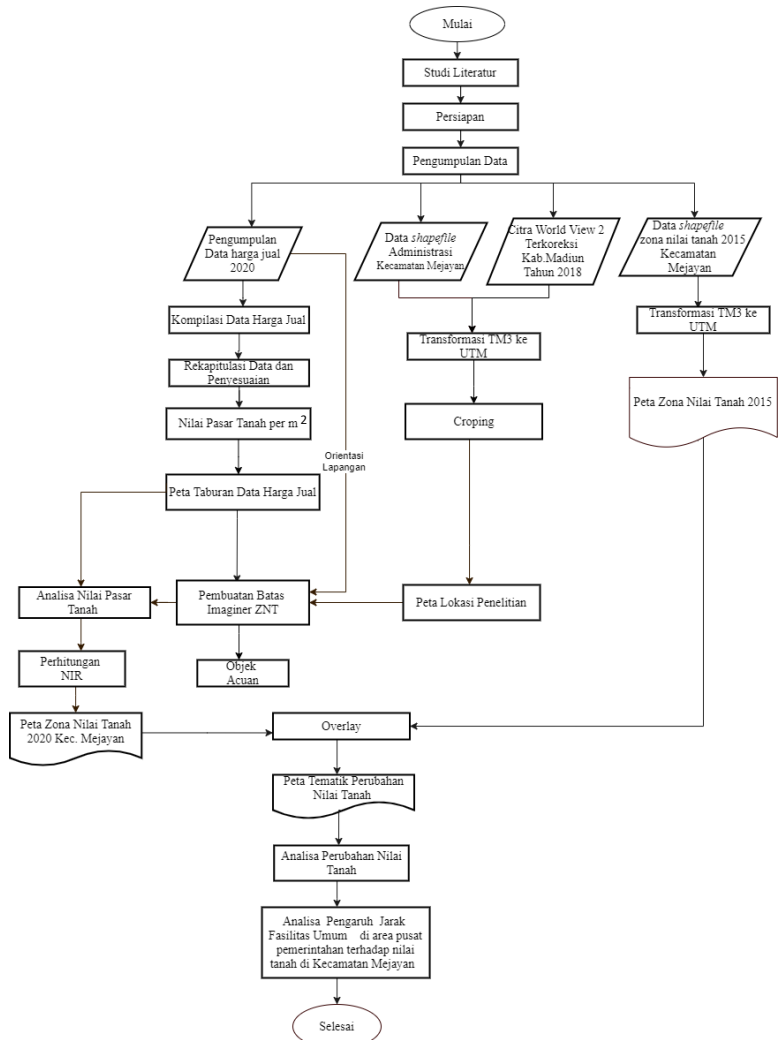 Mulai
Studi Literatur
Persiapan
Pengumpulan Data
Pengumpulan
Data harga jual
2020
Data shapefile
Administrasi
Kecamatan Mejayan
Citra World View 2
Terkoreksi
Kab.Madiun
Tahun 2018
Data shapefile
zona nilai tanah 2015
Kecamatan
Mejayan
Kompilasi Data Harga Jual
Transformasi TM3 ke
UTM
Transformasi TM3 ke
UTM
Rekapitulasi Data dan
Penyesuaian
Nilai Pasar Tanah per m 2
Croping
Peta Zona Nilai Tanah 2015
Orientasi
Lapangan
Peta Taburan Data Harga Jual
Analisa Nilai Pasar
Tanah
Pembuatan Batas
Imaginer ZNT
Peta Lokasi Penelitian
Perhitungan
NIR
Objek
Acuan
Peta Zona Nilai Tanah
2020 Kec. Mejayan
Overlay
Peta Tematik Perubahan
Nilai Tanah
Analisa Perubahan Nilai
Tanah
Analisa Pengaruh Jarak
Fasilitas Umum di area pusat
pemerintahan terhadap nilai
tanah di Kecamatan Mejayan
Selesai